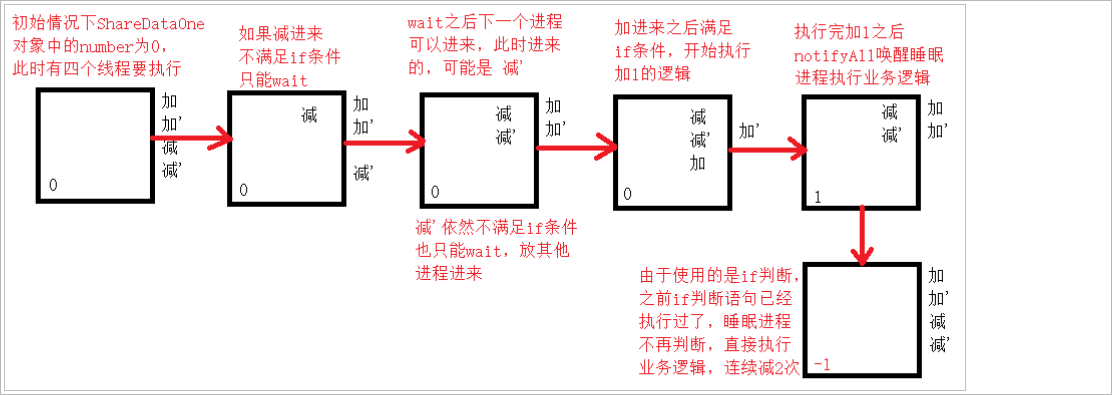 初始情况下ShareDataOne
对象中的number为0，
此时有四个线程要执行
加
加'
减
减'
0
如果减进来
不满足if条件
只能wait
减
加
加'
减'
0
wait之后下一个进程
可以进来，此时进来
的，可能是 减'
减
减'
加
加'
0
减'依然不满足if条件
也只能wait，放其他
进程进来
加进来之后满足
if条件，开始执行
加1的逻辑
减
减'
加
加'
0
执行完加1之后
notifyAll唤醒睡眠
进程执行业务逻辑
减
减'
加
加'
1
由于使用的是if判断，
之前if判断语句已经
执行过了，睡眠进程
不再判断，直接执行
业务逻辑，连续减2次
-1
加
加'
减
减'